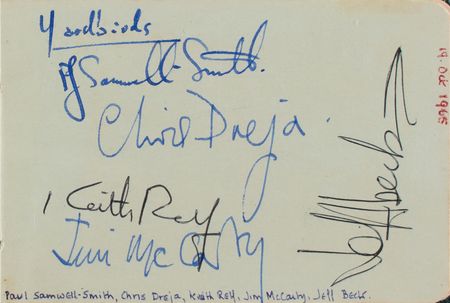 Yardbirds
P Samwell-Smith.
Chris Dreja.
Keith Relf
Jim McCarty
Jeff Beck
19. Oct 1965
Paul Samwell-Smith, Chris Dreja, Keith Relf, Jim McCarty, Jeff Beck.